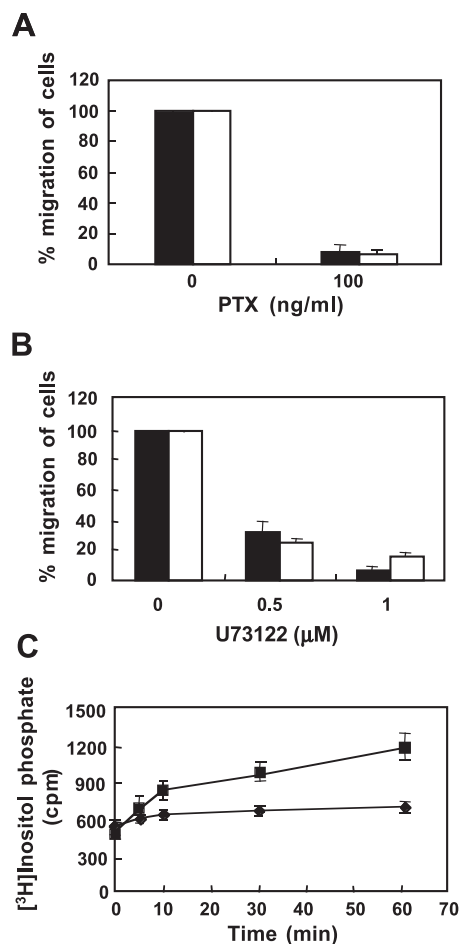 A
% migration of cells
120
100
80
60
40
20
0
0 100
PTX (ng/ml)
B
% migration of cells
120
100
80
60
40
20
0
0 0.5 1
U73122 (μM)
C
[³H]Inositol phosphate
(cpm)
1500
1200
900
600
300
0
0 10 20 30 40 50 60 70
Time (min)